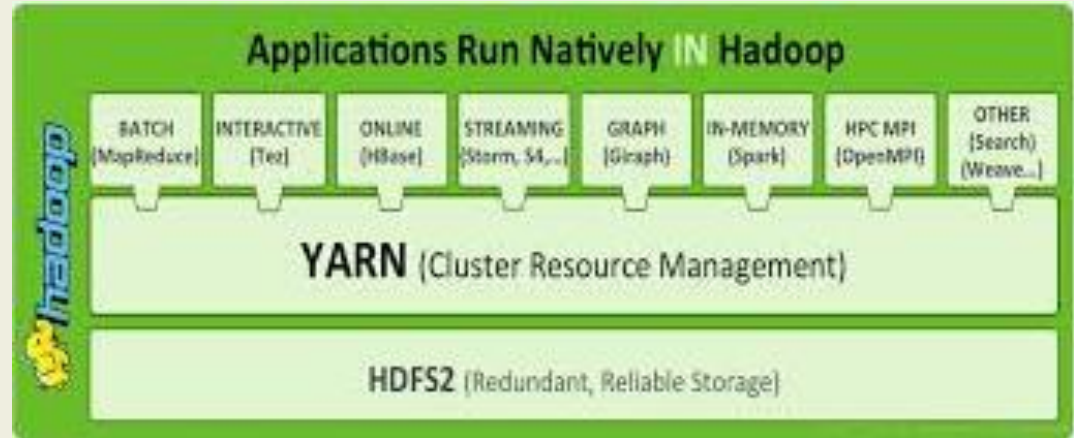 Applications Run Natively IN Hadoop
hadoop
BATCH
(MapReduce)
INTERACTIVE
(Tez)
ONLINE
(HBase)
STREAMING
(Storm, S4,...)
GRAPH
(Giraph)
IN-MEMORY
(Spark)
HPC MPI
(OpenMPI)
OTHER
(Search)
(Weave...)
YARN (Cluster Resource Management)
HDFS2 (Redundant, Reliable Storage)